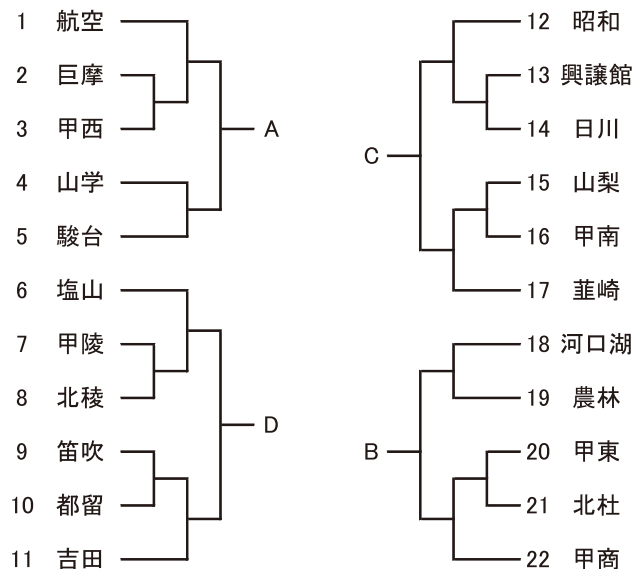 1 航空
2 巨摩
3 甲西
A
4 山学
5 駿台
6 塩山
7 甲陵
8 北稜
D
9 笛吹
10 都留
11 吉田
12 昭和
13 興譲館
14 日川
C
15 山梨
16 甲南
17 韮崎
18 河口湖
19 農林
B
20 甲東
21 北杜
22 甲商